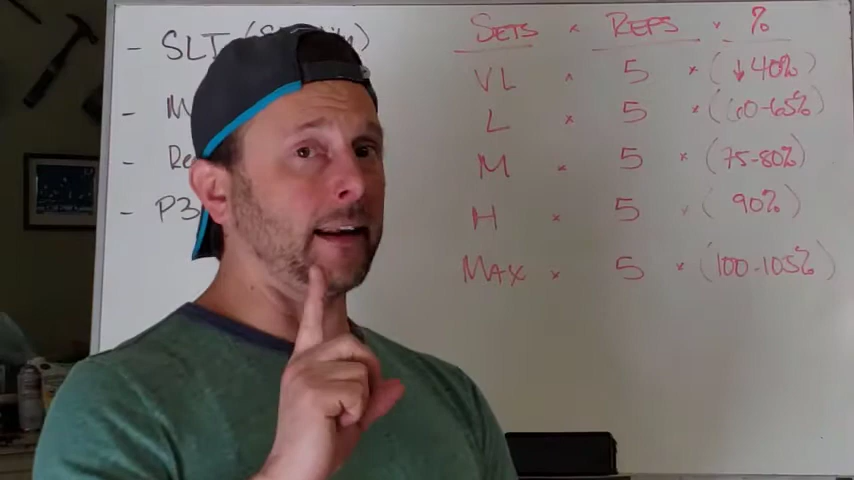 - SLT
SETS x REPS x %
VL x 5 x (↓40%)
- M
L x 5 x (60-65%)
- Re
M x 5 x (75-80%)
- P3
H x 5 x (90%)
MAX x 5 x (100-105%)